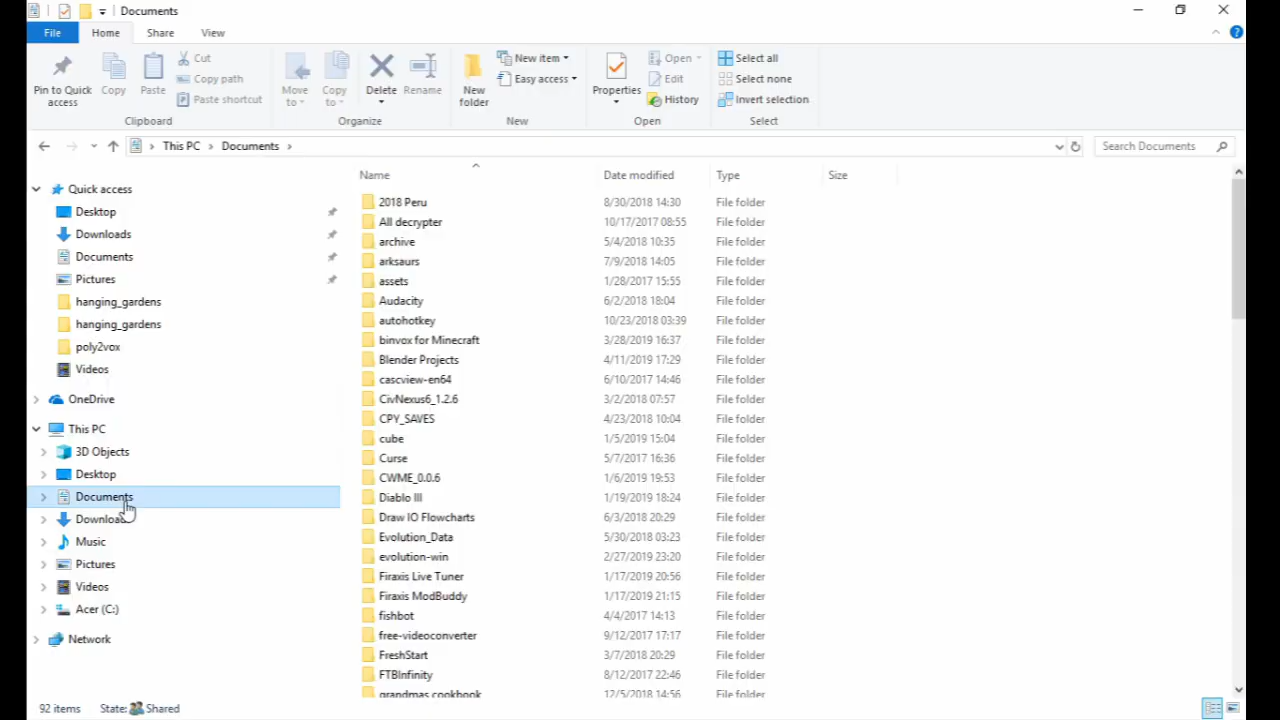 Documents
File Home Share View
Pin to Quick access
Copy
Paste
Cut
Copy path
Paste shortcut
Clipboard
Move to
Copy to
Delete
Rename
Organize
New folder
New item
Easy access
New
Properties
Open
Edit
History
Open
Select all
Select none
Invert selection
Select
This PC > Documents >
Search Documents
Quick access
Desktop
Downloads
Documents
Pictures
hanging_gardens
hanging_gardens
poly2vox
Videos
OneDrive
This PC
3D Objects
Desktop
Documents
Downloads
Music
Pictures
Videos
Acer (C:)
Network
Name Date modified Type Size
2018 Peru 8/30/2018 14:30 File folder
All decrypter 10/17/2017 08:55 File folder
archive 5/4/2018 10:35 File folder
arksaurs 7/9/2018 14:05 File folder
assets 1/28/2017 15:55 File folder
Audacity 6/2/2018 18:04 File folder
autohotkey 10/23/2018 03:39 File folder
binvox for Minecraft 3/28/2019 16:37 File folder
Blender Projects 4/11/2019 17:29 File folder
cascview-en64 6/10/2017 14:46 File folder
CivNexus6_1.2.6 3/2/2018 07:57 File folder
CPY_SAVES 4/23/2018 10:04 File folder
cube 1/5/2019 15:04 File folder
Curse 5/7/2017 16:36 File folder
CWME_0.0.6 1/6/2019 19:53 File folder
Diablo III 1/19/2019 18:24 File folder
Draw IO Flowcharts 6/3/2018 20:29 File folder
Evolution_Data 5/30/2018 03:23 File folder
evolution-win 2/27/2019 23:20 File folder
Firaxis Live Tuner 1/17/2019 20:56 File folder
Firaxis ModBuddy 1/17/2019 21:15 File folder
fishbot 4/4/2017 14:13 File folder
free-videoconverter 9/12/2017 17:17 File folder
FreshStart 3/7/2018 20:29 File folder
FTBInfinity 8/12/2017 22:46 File folder
grandmas cookbook 12/5/2018 14:56 File folder
92 items State: Shared